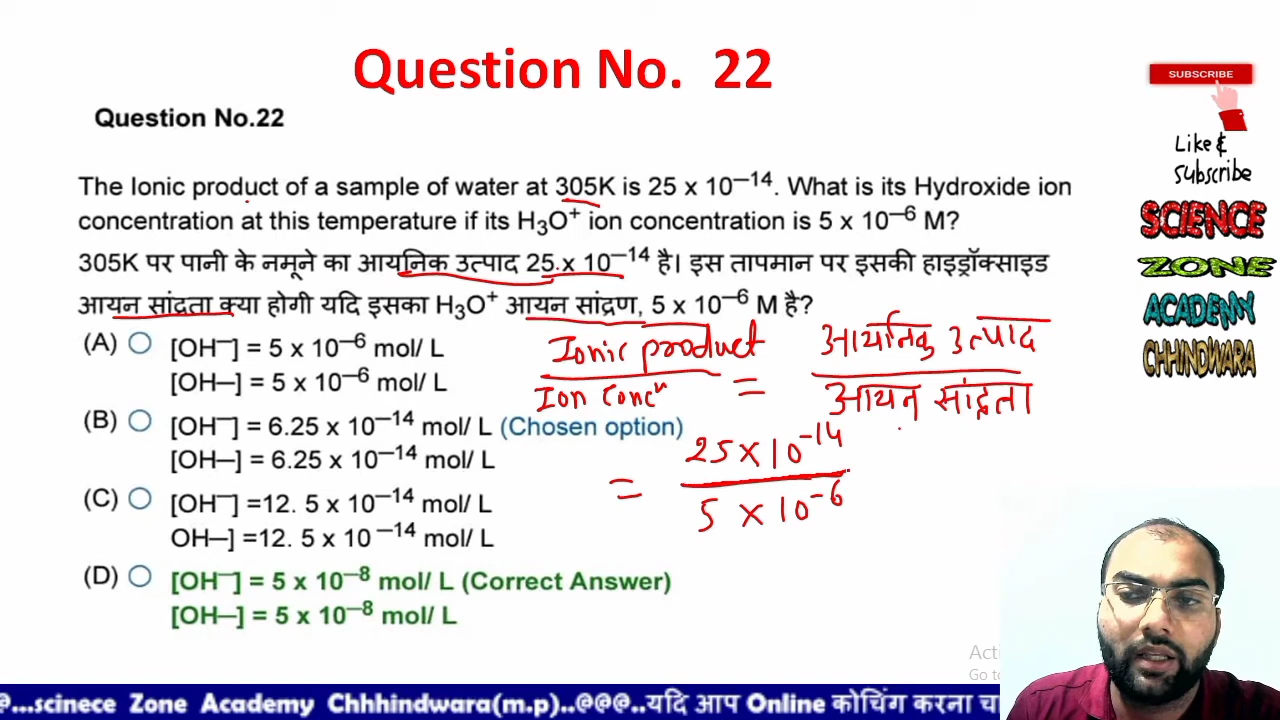 Question No. 22
Question No.22
SUBSCRIBE
Like &
Subscribe
The Ionic product of a sample of water at 305K is 25 x 10⁻¹⁴. What is its Hydroxide ion
concentration at this temperature if its H₃O⁺ ion concentration is 5 x 10⁻⁶ M?
305K पर पानी के नमूने का आयनिक उत्पाद 25 x 10⁻¹⁴ है। इस तापमान पर इसकी हाइड्रॉक्साइड
आयन सांद्रता क्या होगी यदि इसका H₃O⁺ आयन सांद्रण, 5 x 10⁻⁶ M है?
SCIENCE
ZONE
ACADEMY
CHHINDWARA
(A) [OH⁻] = 5 x 10⁻⁶ mol/ L
[OH–] = 5 x 10⁻⁶ mol/ L
(B) [OH⁻] = 6.25 x 10⁻¹⁴ mol/ L (Chosen option)
[OH–] = 6.25 x 10⁻¹⁴ mol/ L
(C) [OH⁻] =12. 5 x 10⁻¹⁴ mol/ L
OH–] =12. 5 x 10⁻¹⁴ mol/ L
(D) [OH⁻] = 5 x 10⁻⁸ mol/ L (Correct Answer)
[OH–] = 5 x 10⁻⁸ mol/ L
Ionic product
Ion Concⁿ
=
आयनिक उत्पाद
आयन सांद्रता
= 25 × 10⁻¹⁴
5 × 10⁻⁶
Acti
Go to
@...scinece Zone Academy Chhhindwara(m.p)..@@@..यदि आप Online कोचिंग करना चा